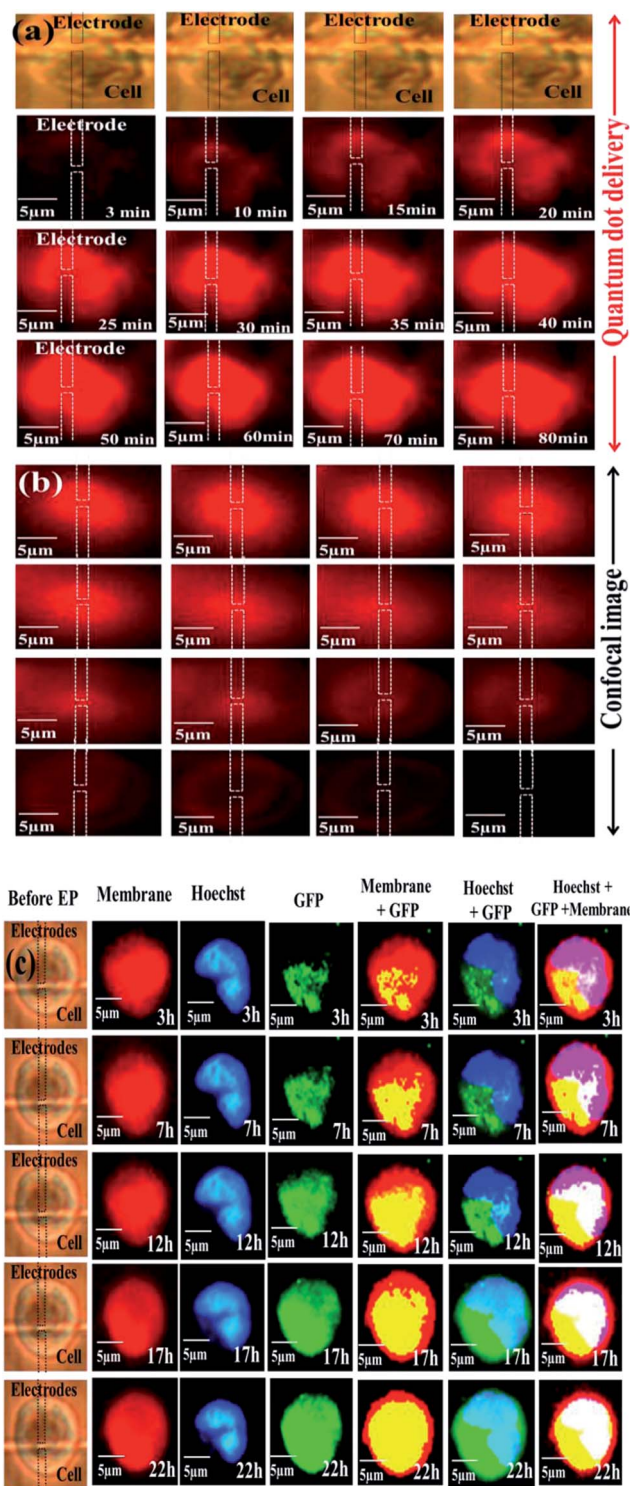 (a)
Electrode Electrode Electrode Electrode
Cell Cell Cell Cell
Electrode
5µm 3 min 5µm 10 min 5µm 15min 5µm 20 min
Electrode
5µm 25 min 5µm 30 min 5µm 35 min 5µm 40 min
Electrode
5µm 50 min 5µm 60min 5µm 70 min 5µm 80min
Quantum dot delivery
(b)
5µm 5µm 5µm 5µm
5µm 5µm 5µm 5µm
5µm 5µm 5µm 5µm
5µm 5µm 5µm 5µm
Confocal image
Before EP Membrane Hoechst GFP Membrane + GFP Hoechst + GFP Hoechst + GFP +Membrane
(c)
Electrodes
Cell 5µm 3h 5µm 3h 5µm 3h 5µm 3h 5µm 3h 5µm 3h
Electrodes
Cell 5µm 7h 5µm 7h 5µm 7h 5µm 7h 5µm 7h 5µm 7h
Electrodes
Cell 5µm 12h 5µm 12h 5µm 12h 5µm 12h 5µm 12h 5µm 12h
Electrodes
Cell 5µm 17h 5µm 17h 5µm 17h 5µm 17h 5µm 17h 5µm 17h
Electrodes
Cell 5µm 22h 5µm 22h 5µm 22h 5µm 22h 5µm 22h 5µm 22h